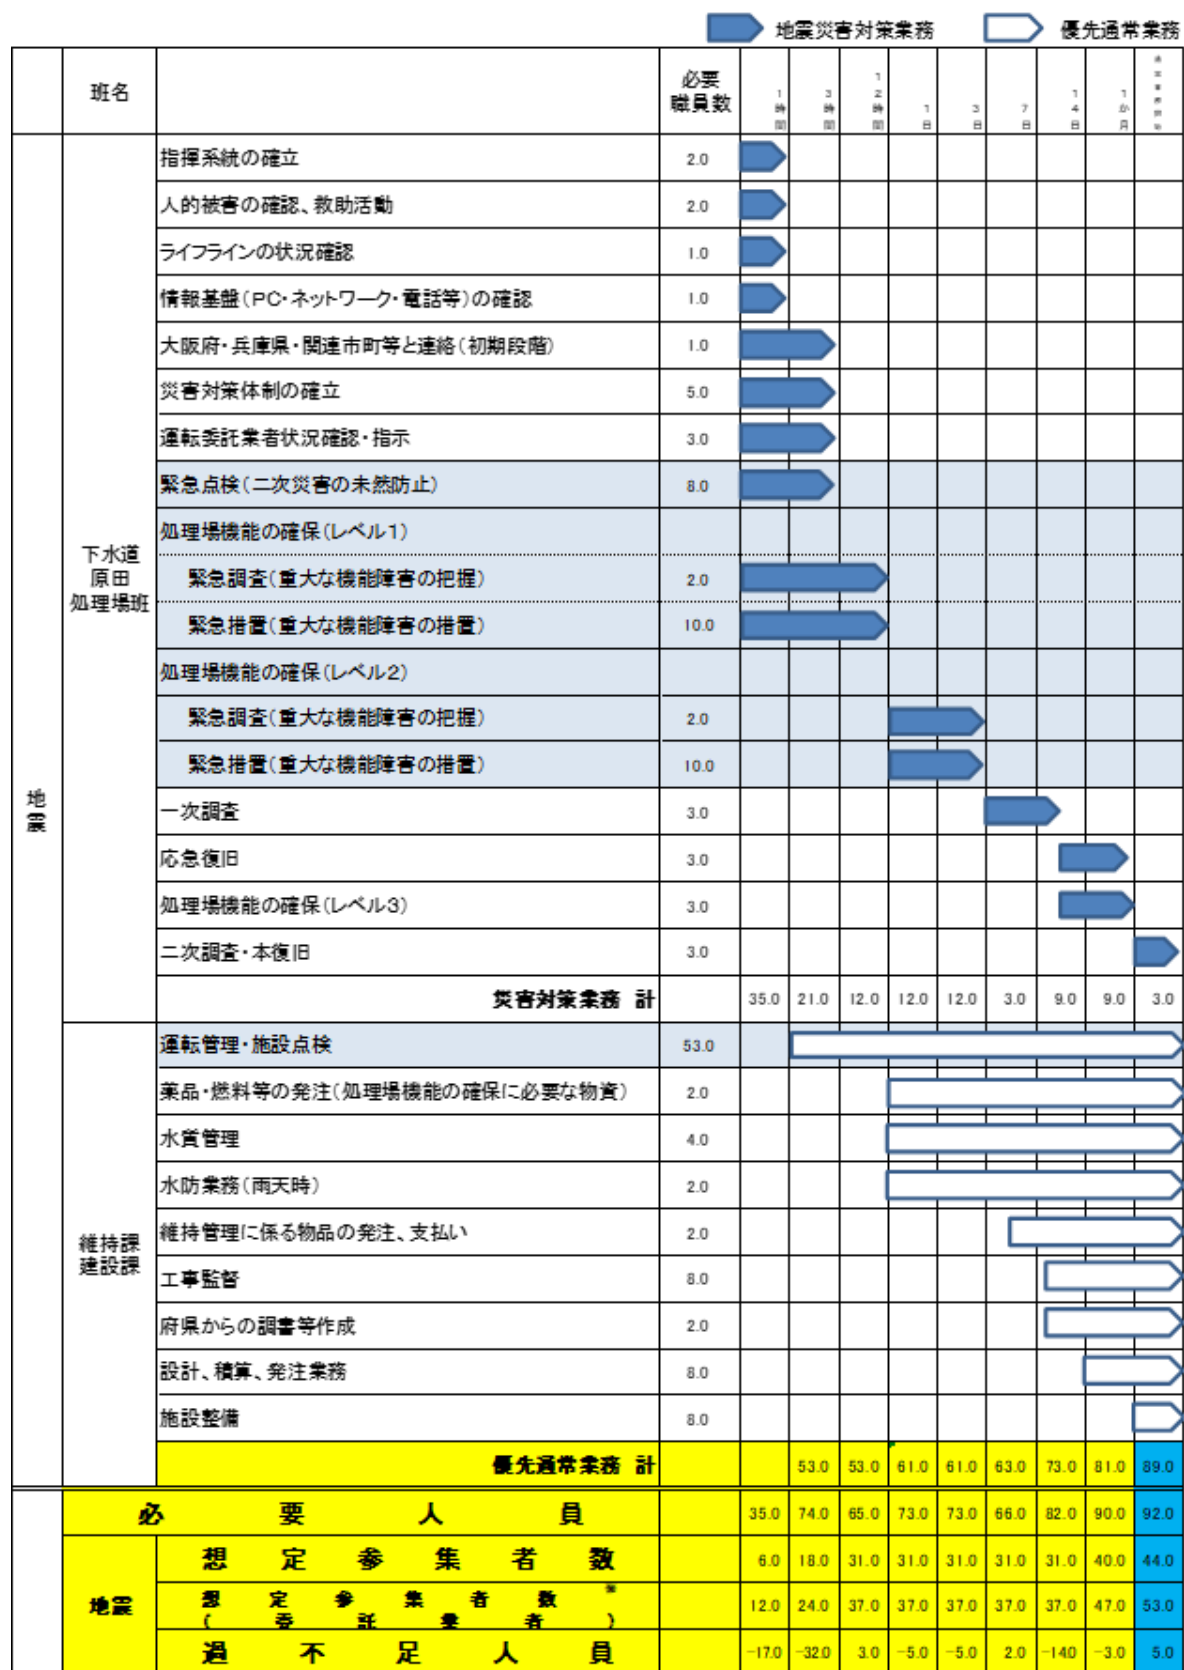 地震災害対策業務 優先通常業務
班名 必要職員数 1時間 3時間 12時間 1日 3日 7日 14日 1か月
地震
下水道原田処理場班
指揮系統の確立 2.0
人的被害の確認、救助活動 2.0
ライフラインの状況確認 1.0
情報基盤(PC・ネットワーク・電話等)の確認 1.0
大阪府・兵庫県・関連市町等と連絡(初期段階) 1.0
災害対策体制の確立 5.0
運転委託業者状況確認・指示 3.0
緊急点検(二次災害の未然防止) 8.0
処理場機能の確保(レベル1)
緊急調査(重大な機能障害の把握) 2.0
緊急措置(重大な機能障害の措置) 10.0
処理場機能の確保(レベル2)
緊急調査(重大な機能障害の把握) 2.0
緊急措置(重大な機能障害の措置) 10.0
一次調査 3.0
応急復旧 3.0
処理場機能の確保(レベル3) 3.0
二次調査・本復旧 3.0
災害対策業務 計 35.0 21.0 12.0 12.0 12.0 3.0 9.0 9.0 3.0
維持課建設課
運転管理・施設点検 53.0
薬品・燃料等の発注(処理場機能の確保に必要な物資) 2.0
水質管理 4.0
水防業務(雨天時) 2.0
維持管理に係る物品の発注、支払い 2.0
工事監督 8.0
府県からの調書等作成 2.0
設計、積算、発注業務 8.0
施設整備 8.0
優先通常業務 計 53.0 53.0 61.0 61.0 63.0 73.0 81.0 89.0
必要人員 35.0 74.0 65.0 73.0 73.0 66.0 82.0 90.0 92.0
地震
想定参集者数 6.0 18.0 31.0 31.0 31.0 31.0 31.0 40.0 44.0
想定参集者数※
(委託業者) 12.0 24.0 37.0 37.0 37.0 37.0 37.0 47.0 53.0
過不足人員 -17.0 -32.0 3.0 -5.0 -5.0 2.0 -14.0 -3.0 5.0